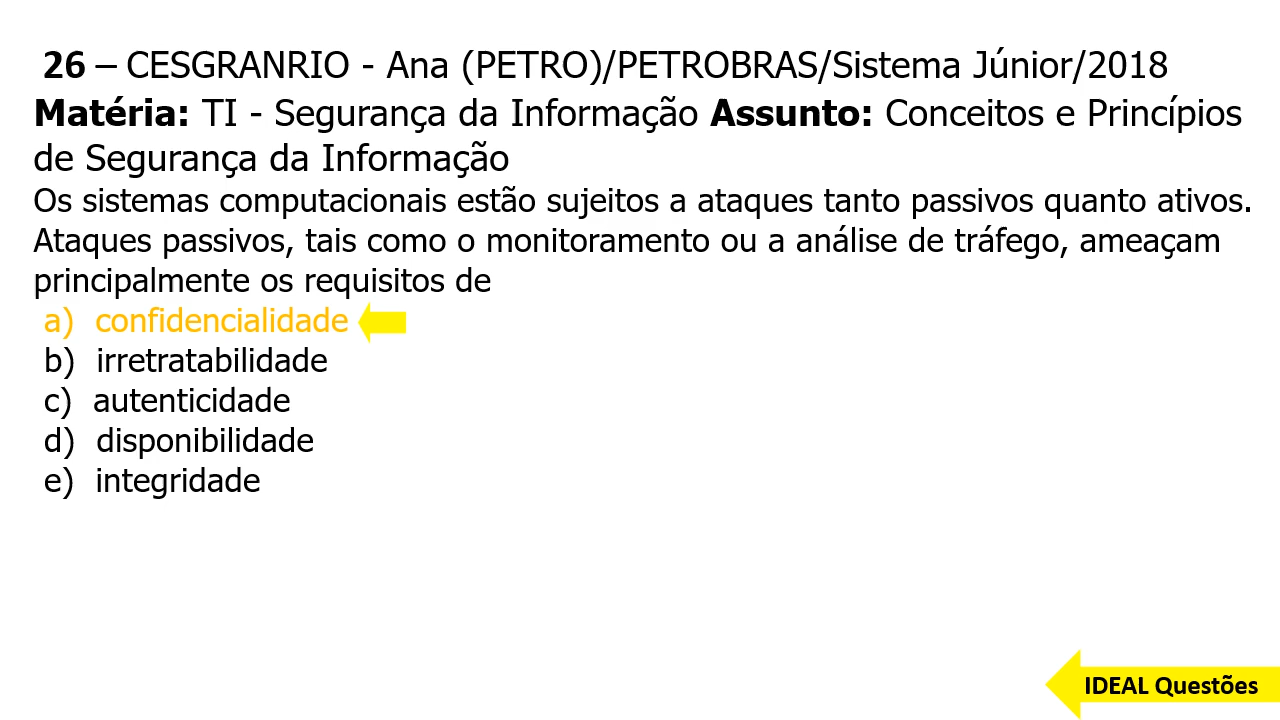 26 – CESGRANRIO - Ana (PETRO)/PETROBRAS/Sistema Júnior/2018
Matéria: TI - Segurança da Informação Assunto: Conceitos e Princípios
de Segurança da Informação
Os sistemas computacionais estão sujeitos a ataques tanto passivos quanto ativos.
Ataques passivos, tais como o monitoramento ou a análise de tráfego, ameaçam
principalmente os requisitos de
a) confidencialidade
b) irretratabilidade
c) autenticidade
d) disponibilidade
e) integridade
IDEAL Questões